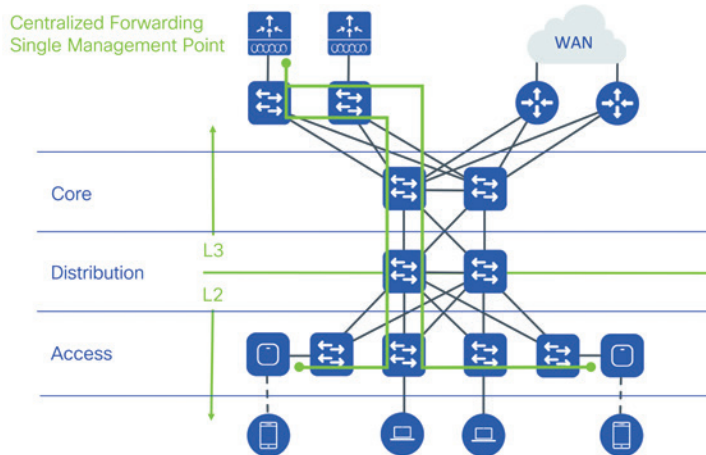 Centralized Forwarding
Single Management Point
WAN
Core
L3
Distribution
L2
Access